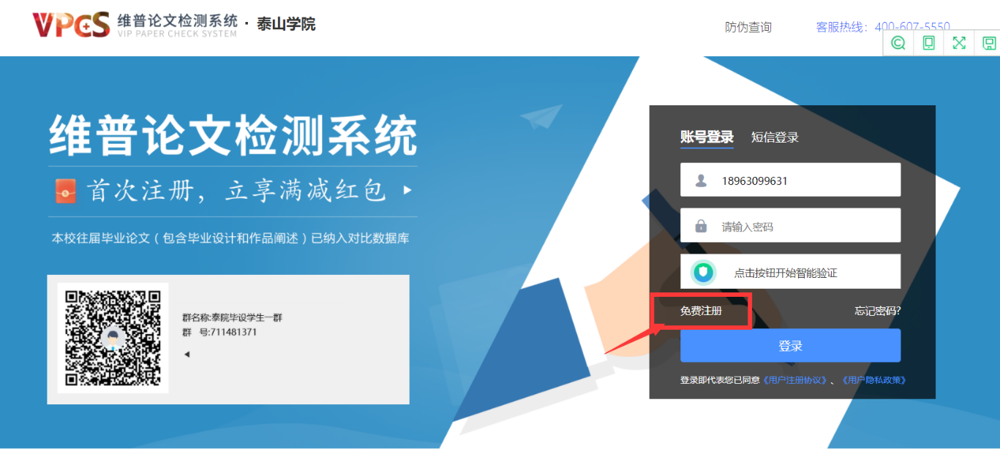 VPCS 维普论文检测系统 · 泰山学院
VIP PAPER CHECK SYSTEM
防伪查询 客服热线：400-607-5550
维普论文检测系统
首次注册，立享满减红包
本校往届毕业论文（包含毕业设计和作品阐述）已纳入对比数据库
群名称:泰院毕设学生一群
群 号:711481371
账号登录 短信登录
18963099631
请输入密码
点击按钮开始智能验证
免费注册 忘记密码?
登录
登录即代表您已同意《用户注册协议》、《用户隐私政策》